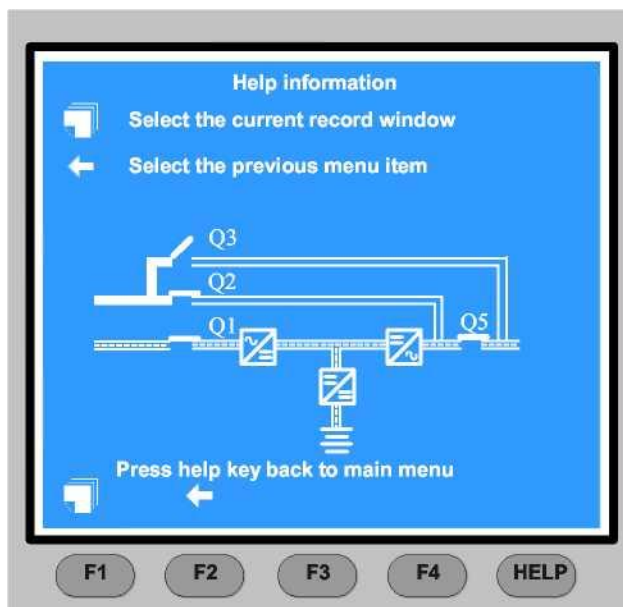 Help information
Select the current record window
Select the previous menu item
Q3
Q2
Q1
Q5
Press help key back to main menu
F1 F2 F3 F4 HELP